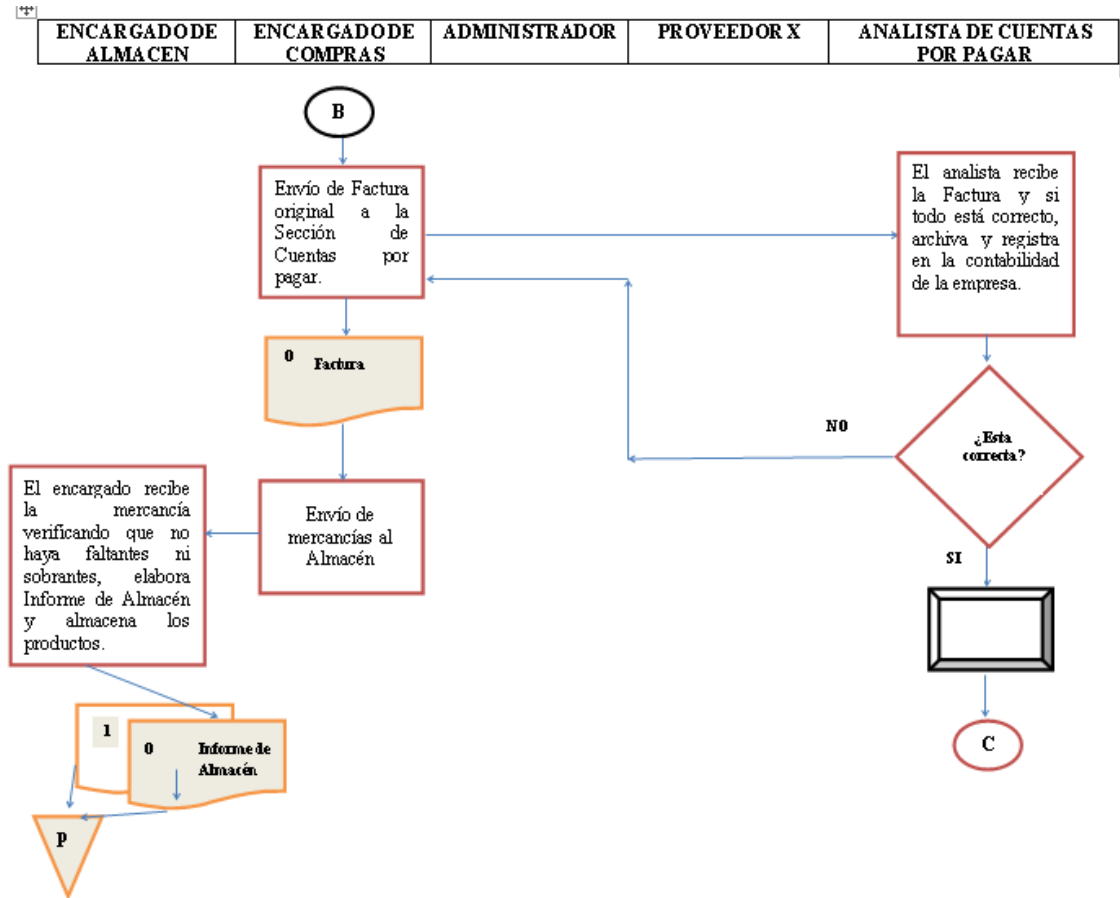 ENCARGADO DE
ALMACEN
ENCARGADO DE
COMPRAS
ADMINISTRADOR
PROVEEDOR X
ANALISTA DE CUENTAS
POR PAGAR
B
Envío de Factura
original a la
Sección de
Cuentas por
pagar.
El analista recibe
la Factura y si
todo está correcto,
archiva y registra
en la contabilidad
de la empresa.
0 Factura
NO
¿Esta
correcta?
El encargado recibe
la mercancía
verificando que no
haya faltantes ni
sobrantes, elabora
Informe de Almacén
y almacena los
productos.
Envío de
mercancías al
Almacén
SI
1
0 Informe de
Almacén
C
P